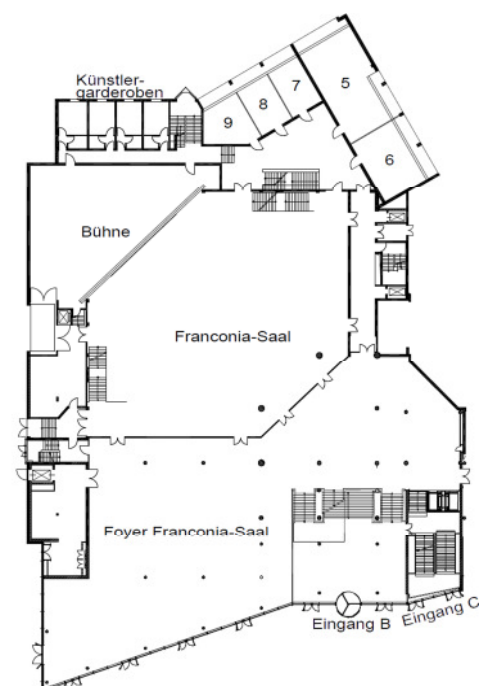 Künstler-
garderoben
5
7
8
9
6
Bühne
Franconia-Saal
Foyer Franconia-Saal
Eingang B
Eingang C